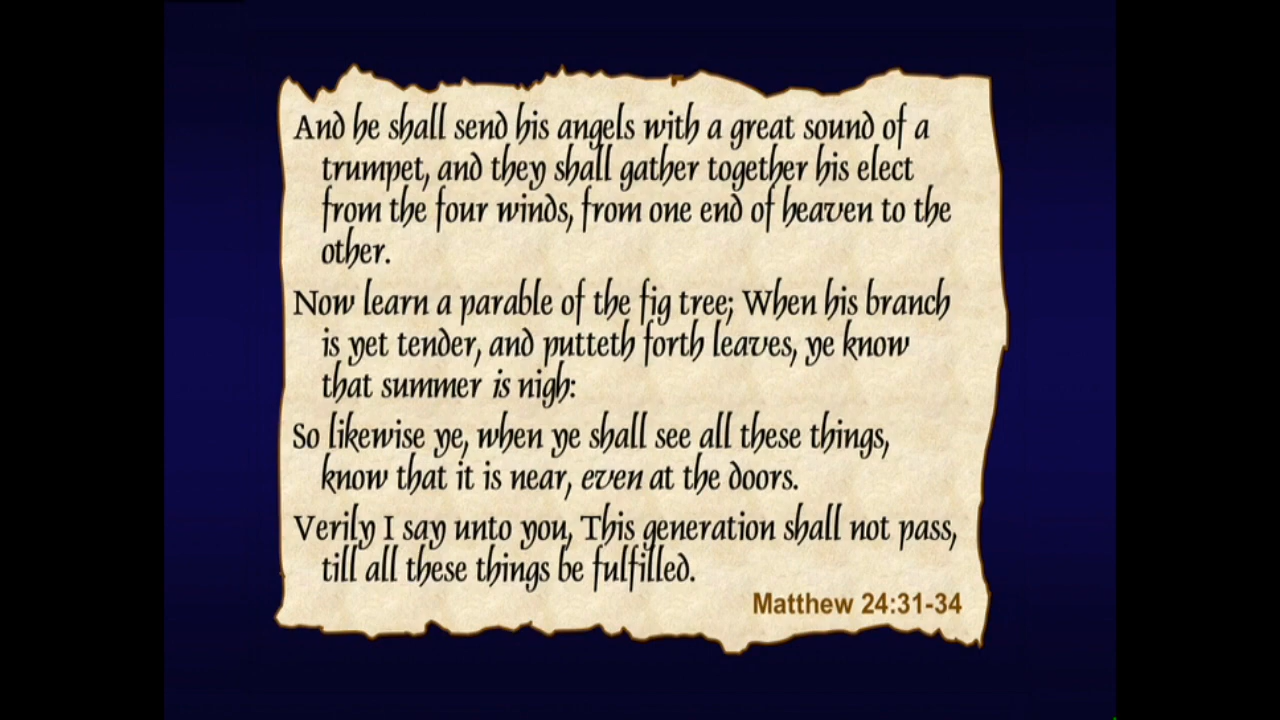 And he shall send his angels with a great sound of a
trumpet, and they shall gather together his elect
from the four winds, from one end of heaven to the
other.
Now learn a parable of the fig tree; When his branch
is yet tender, and putteth forth leaves, ye know
that summer is nigh:
So likewise ye, when ye shall see all these things,
know that it is near, even at the doors.
Verily I say unto you, This generation shall not pass,
till all these things be fulfilled.
Matthew 24:31-34